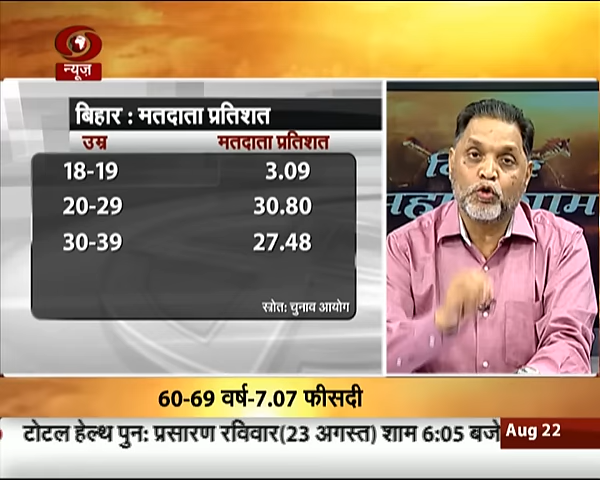 न्यूज़
बिहार : मतदाता प्रतिशत
उम्र मतदाता प्रतिशत
18-19 3.09
20-29 30.80
30-39 27.48
स्रोत: चुनाव आयोग
60-69 वर्ष-7.07 फीसदी
टोटल हेल्थ पुन: प्रसारण रविवार(23 अगस्त) शाम 6:05 बजे Aug 22